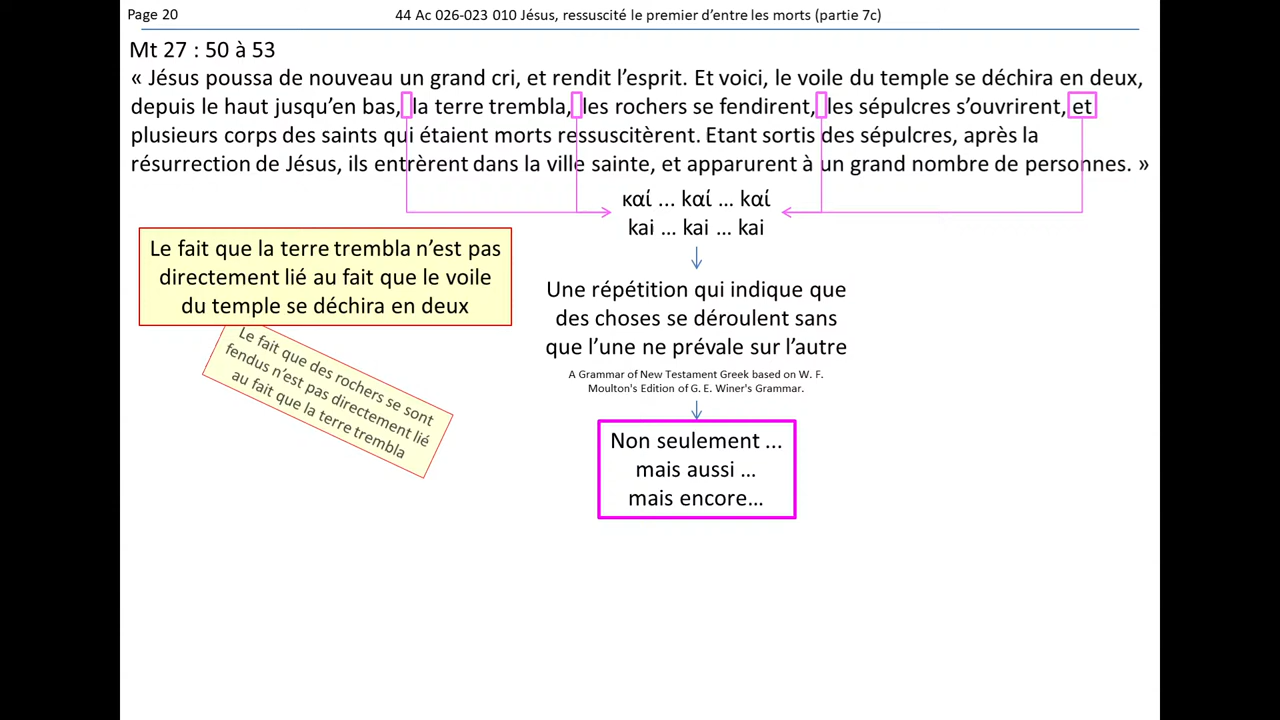 Page 20
44 Ac 026-023 010 Jésus, ressuscité le premier d’entre les morts (partie 7c)
Mt 27 : 50 à 53
« Jésus poussa de nouveau un grand cri, et rendit l’esprit. Et voici, le voile du temple se déchira en deux,
depuis le haut jusqu’en bas, la terre trembla, les rochers se fendirent, les sépulcres s’ouvrirent, et
plusieurs corps des saints qui étaient morts ressuscitèrent. Etant sortis des sépulcres, après la
résurrection de Jésus, ils entrèrent dans la ville sainte, et apparurent à un grand nombre de personnes. »
καί ... καί ... καί
kai ... kai ... kai
Le fait que la terre trembla n’est pas
directement lié au fait que le voile
du temple se déchira en deux
Le fait que des rochers se sont
fendus n’est pas directement lié
au fait que la terre trembla
Une répétition qui indique que
des choses se déroulent sans
que l’une ne prévale sur l’autre
A Grammar of New Testament Greek based on W. F.
Moulton's Edition of G. E. Winer's Grammar.
Non seulement ...
mais aussi ...
mais encore...